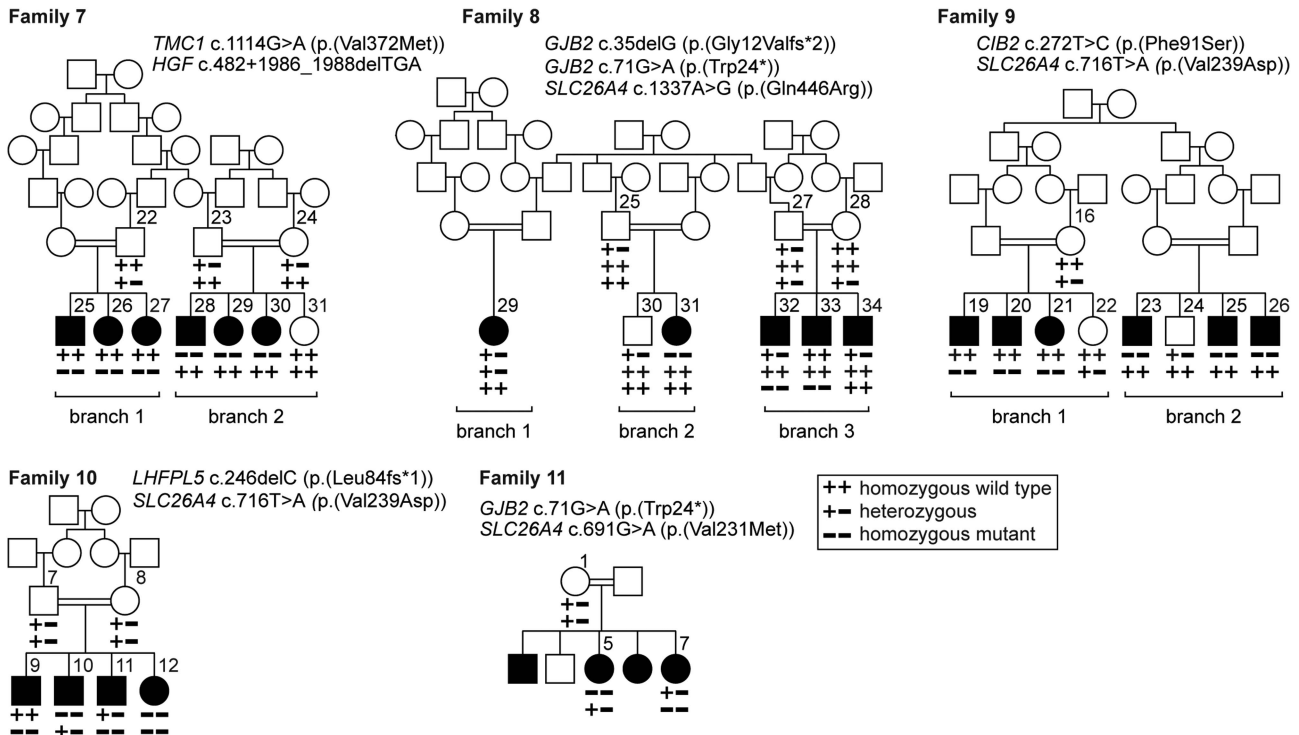 Family 7
TMC1 c.1114G>A (p.(Val372Met))
HGF c.482+1986_1988delTGA
22 23 24
++ +− +−
+− ++ ++
25 26 27 28 29 30 31
++ ++ ++ −− −− −− ++
−− −− −− ++ ++ ++ ++
branch 1 branch 2
Family 8
GJB2 c.35delG (p.(Gly12Valfs*2))
GJB2 c.71G>A (p.(Trp24*))
SLC26A4 c.1337A>G (p.(Gln446Arg))
25 27 28
+− +− ++
++ ++ ++
++ +− +−
29 30 31 32 33 34
+− +− −− +− ++ +−
+− ++ ++ ++ ++ ++
++ ++ ++ −− −− ++
branch 1 branch 2 branch 3
Family 9
CIB2 c.272T>C (p.(Phe91Ser))
SLC26A4 c.716T>A (p.(Val239Asp))
16
++
+−
19 20 21 22 23 24 25 26
++ ++ ++ ++ −− +− −− −−
−− −− −− +− ++ ++ ++ ++
branch 1 branch 2
Family 10
LHFPL5 c.246delC (p.(Leu84fs*1))
SLC26A4 c.716T>A (p.(Val239Asp))
7 8
+− +−
+− +−
9 10 11 12
++ −− +− −−
−− +− −− −−
Family 11
GJB2 c.71G>A (p.(Trp24*))
SLC26A4 c.691G>A (p.(Val231Met))
1
+−
+−
5 7
−− +−
+− −−
++ homozygous wild type
+− heterozygous
−− homozygous mutant